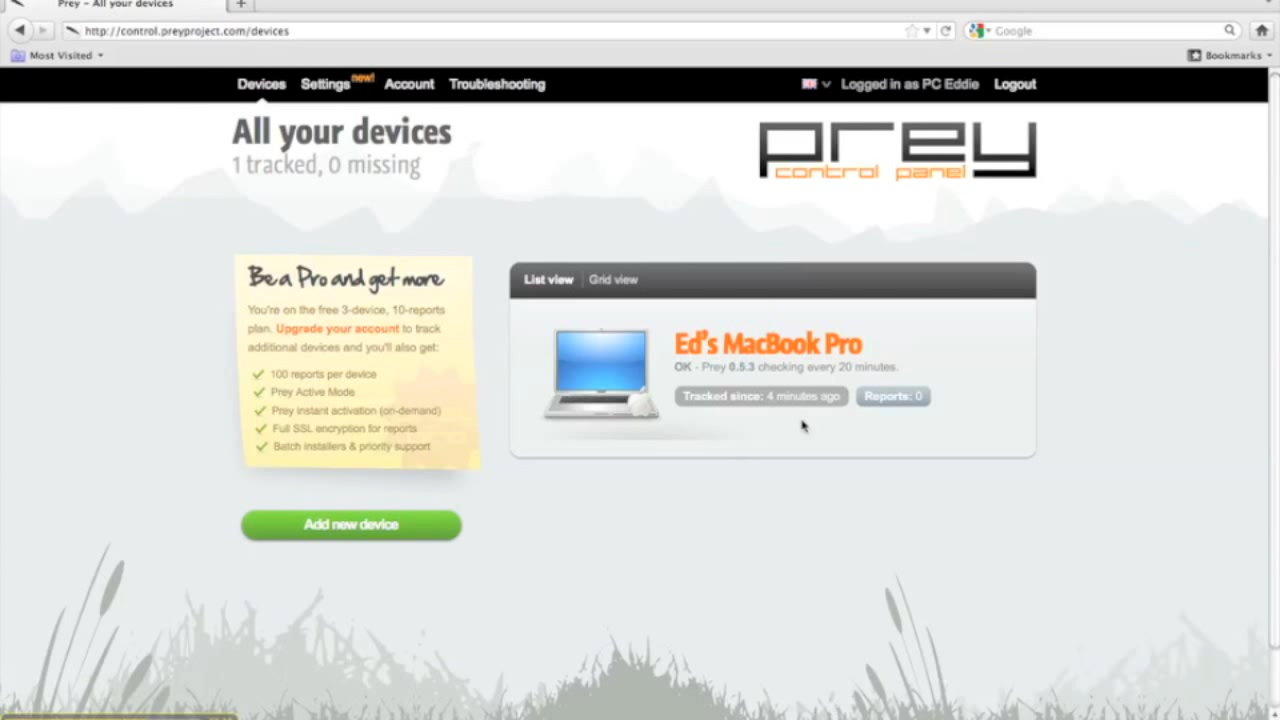 Prey – All your devices
+
http://control.preyproject.com/devices
Google
Most Visited
Bookmarks
Devices Settings new! Account Troubleshooting
Logged in as PC Eddie Logout
All your devices
1 tracked, 0 missing
prey
control panel
Be a Pro and get more
You're on the free 3-device, 10-reports
plan. Upgrade your account to track
additional devices and you'll also get:
100 reports per device
Prey Active Mode
Prey instant activation (on-demand)
Full SSL encryption for reports
Batch installers & priority support
Add new device
List view Grid view
Ed's MacBook Pro
OK - Prey 0.5.3 checking every 20 minutes.
Tracked since: 4 minutes ago Reports: 0